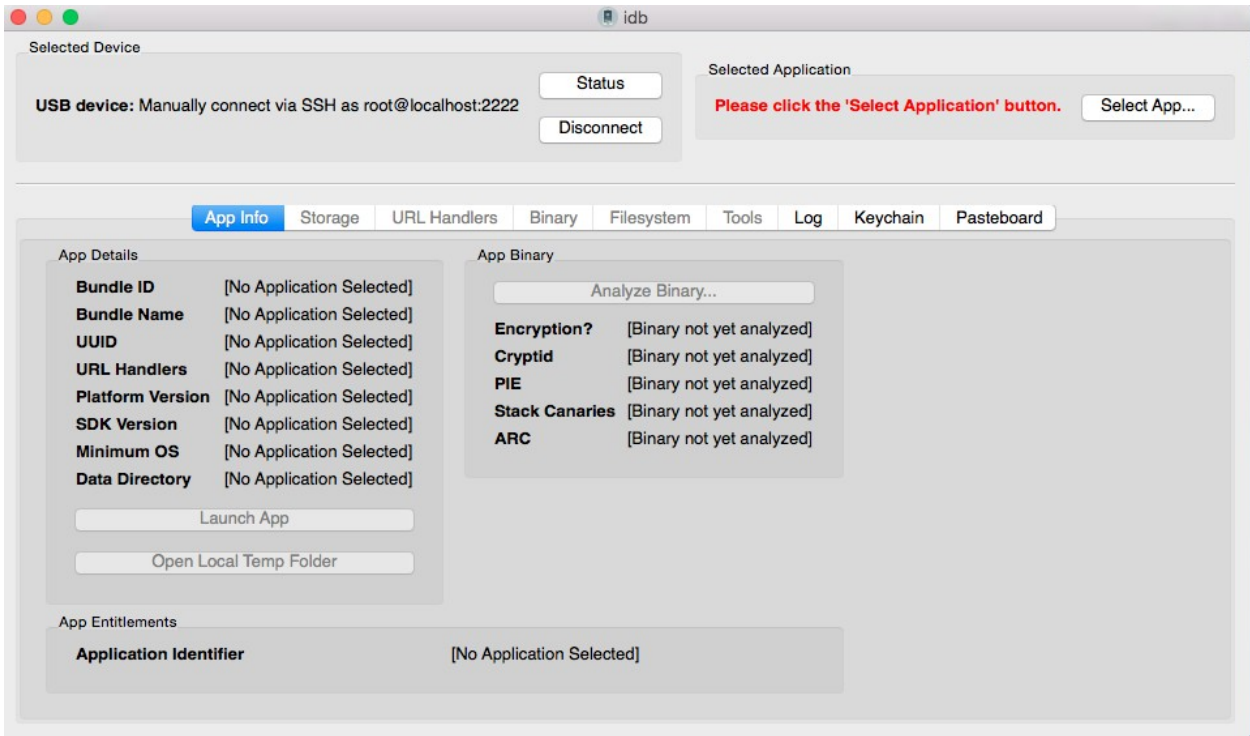 idb
Selected Device
USB device: Manually connect via SSH as root@localhost:2222
Status
Disconnect
Selected Application
Please click the 'Select Application' button.
Select App...
App Info Storage URL Handlers Binary Filesystem Tools Log Keychain Pasteboard
App Details
Bundle ID [No Application Selected]
Bundle Name [No Application Selected]
UUID [No Application Selected]
URL Handlers [No Application Selected]
Platform Version [No Application Selected]
SDK Version [No Application Selected]
Minimum OS [No Application Selected]
Data Directory [No Application Selected]
Launch App
Open Local Temp Folder
App Binary
Analyze Binary...
Encryption? [Binary not yet analyzed]
Cryptid [Binary not yet analyzed]
PIE [Binary not yet analyzed]
Stack Canaries [Binary not yet analyzed]
ARC [Binary not yet analyzed]
App Entitlements
Application Identifier [No Application Selected]